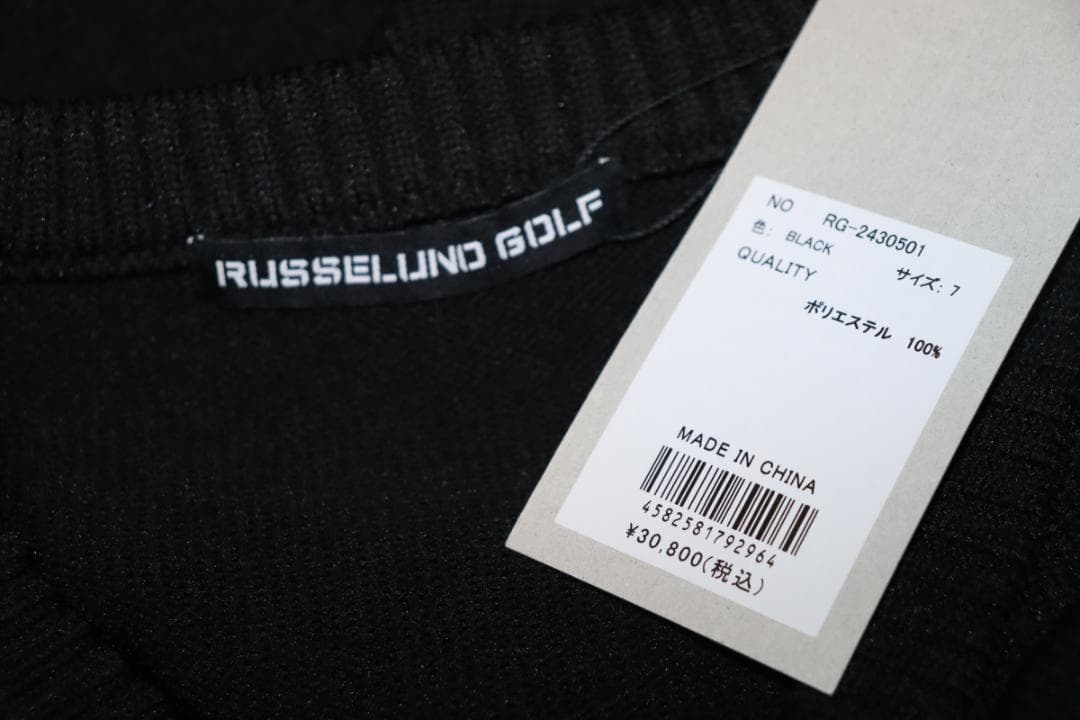 RUSSELUNO GOLF
NO RG-2430501
色: BLACK サイズ: 7
QUALITY
ポリエステル 100%
MADE IN CHINA
4582581792964
¥30,800(税込)